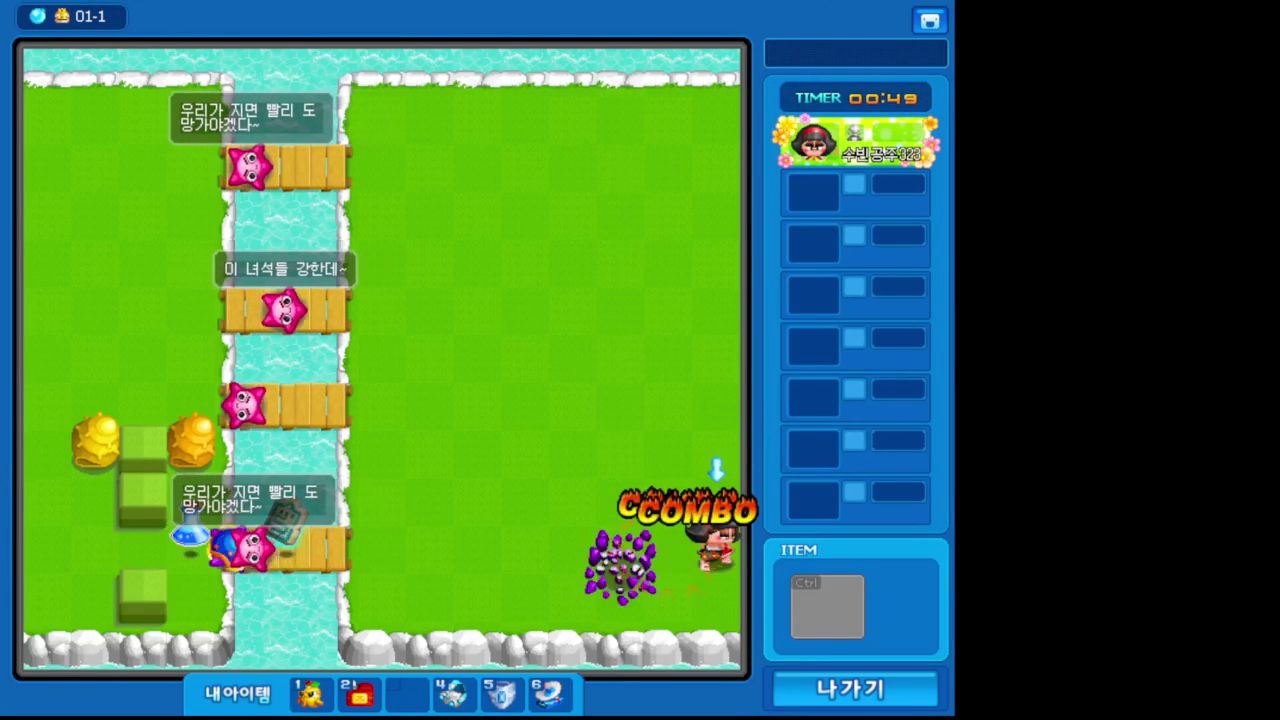 01-1
우리가 지면 빨리 도
망가야겠다~
TIMER 00:49
수빈공주323
이 녀석들 강한데~
우리가 지면 빨리 도
망가야겠다~
COMBO
ITEM
Ctrl
내아이템
1
2
4
5
6
나가기